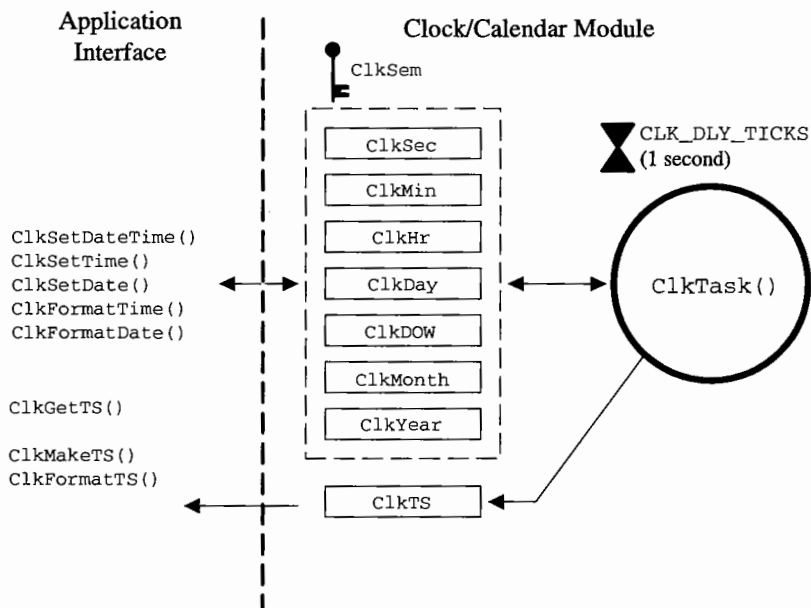 Application
Interface
Clock/Calendar Module
ClkSem
ClkSec
ClkMin
ClkHr
ClkDay
ClkDOW
ClkMonth
ClkYear
ClkTS
CLK_DLY_TICKS
(1 second)
ClkTask()
ClkSetDateTime()
ClkSetTime()
ClkSetDate()
ClkFormatTime()
ClkFormatDate()
ClkGetTS()
ClkMakeTS()
ClkFormatTS()